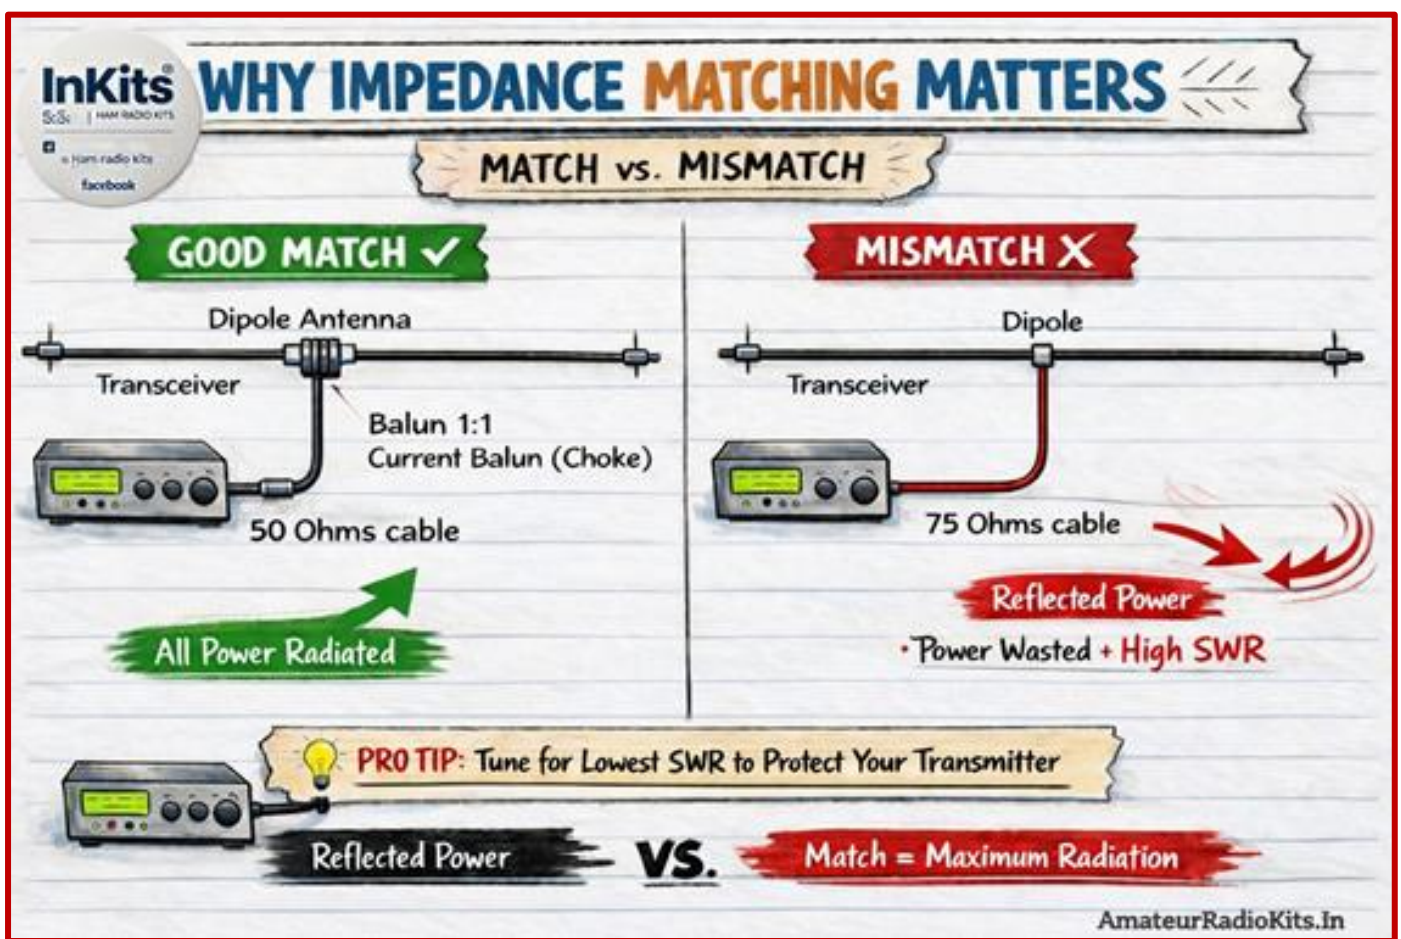 InKits®
HAM RADIO KITS
Ham radio kits
facebook
WHY IMPEDANCE MATCHING MATTERS
MATCH vs. MISMATCH
GOOD MATCH ✓
Dipole Antenna
Transceiver
Balun 1:1
Current Balun (Choke)
50 Ohms cable
All Power Radiated
MISMATCH X
Dipole
Transceiver
75 Ohms cable
Reflected Power
• Power Wasted + High SWR
PRO TIP: Tune for Lowest SWR to Protect Your Transmitter
Reflected Power
VS.
Match = Maximum Radiation
AmateurRadioKits.In